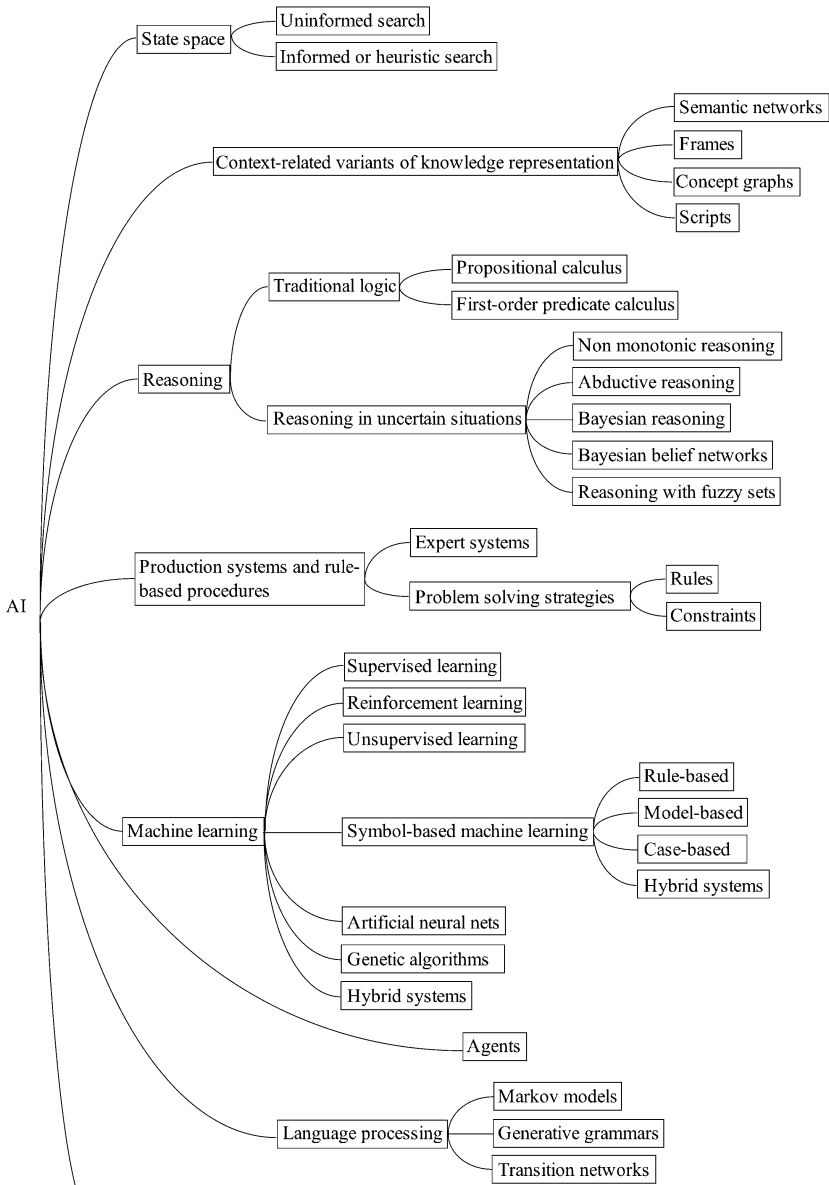 State space
Uninformed search
Informed or heuristic search
Context-related variants of knowledge representation
Semantic networks
Frames
Concept graphs
Scripts
Reasoning
Traditional logic
Propositional calculus
First-order predicate calculus
Reasoning in uncertain situations
Non monotonic reasoning
Abductive reasoning
Bayesian reasoning
Bayesian belief networks
Reasoning with fuzzy sets
AI
Production systems and rule-
based procedures
Expert systems
Problem solving strategies
Rules
Constraints
Machine learning
Supervised learning
Reinforcement learning
Unsupervised learning
Symbol-based machine learning
Rule-based
Model-based
Case-based
Hybrid systems
Artificial neural nets
Genetic algorithms
Hybrid systems
Agents
Language processing
Markov models
Generative grammars
Transition networks